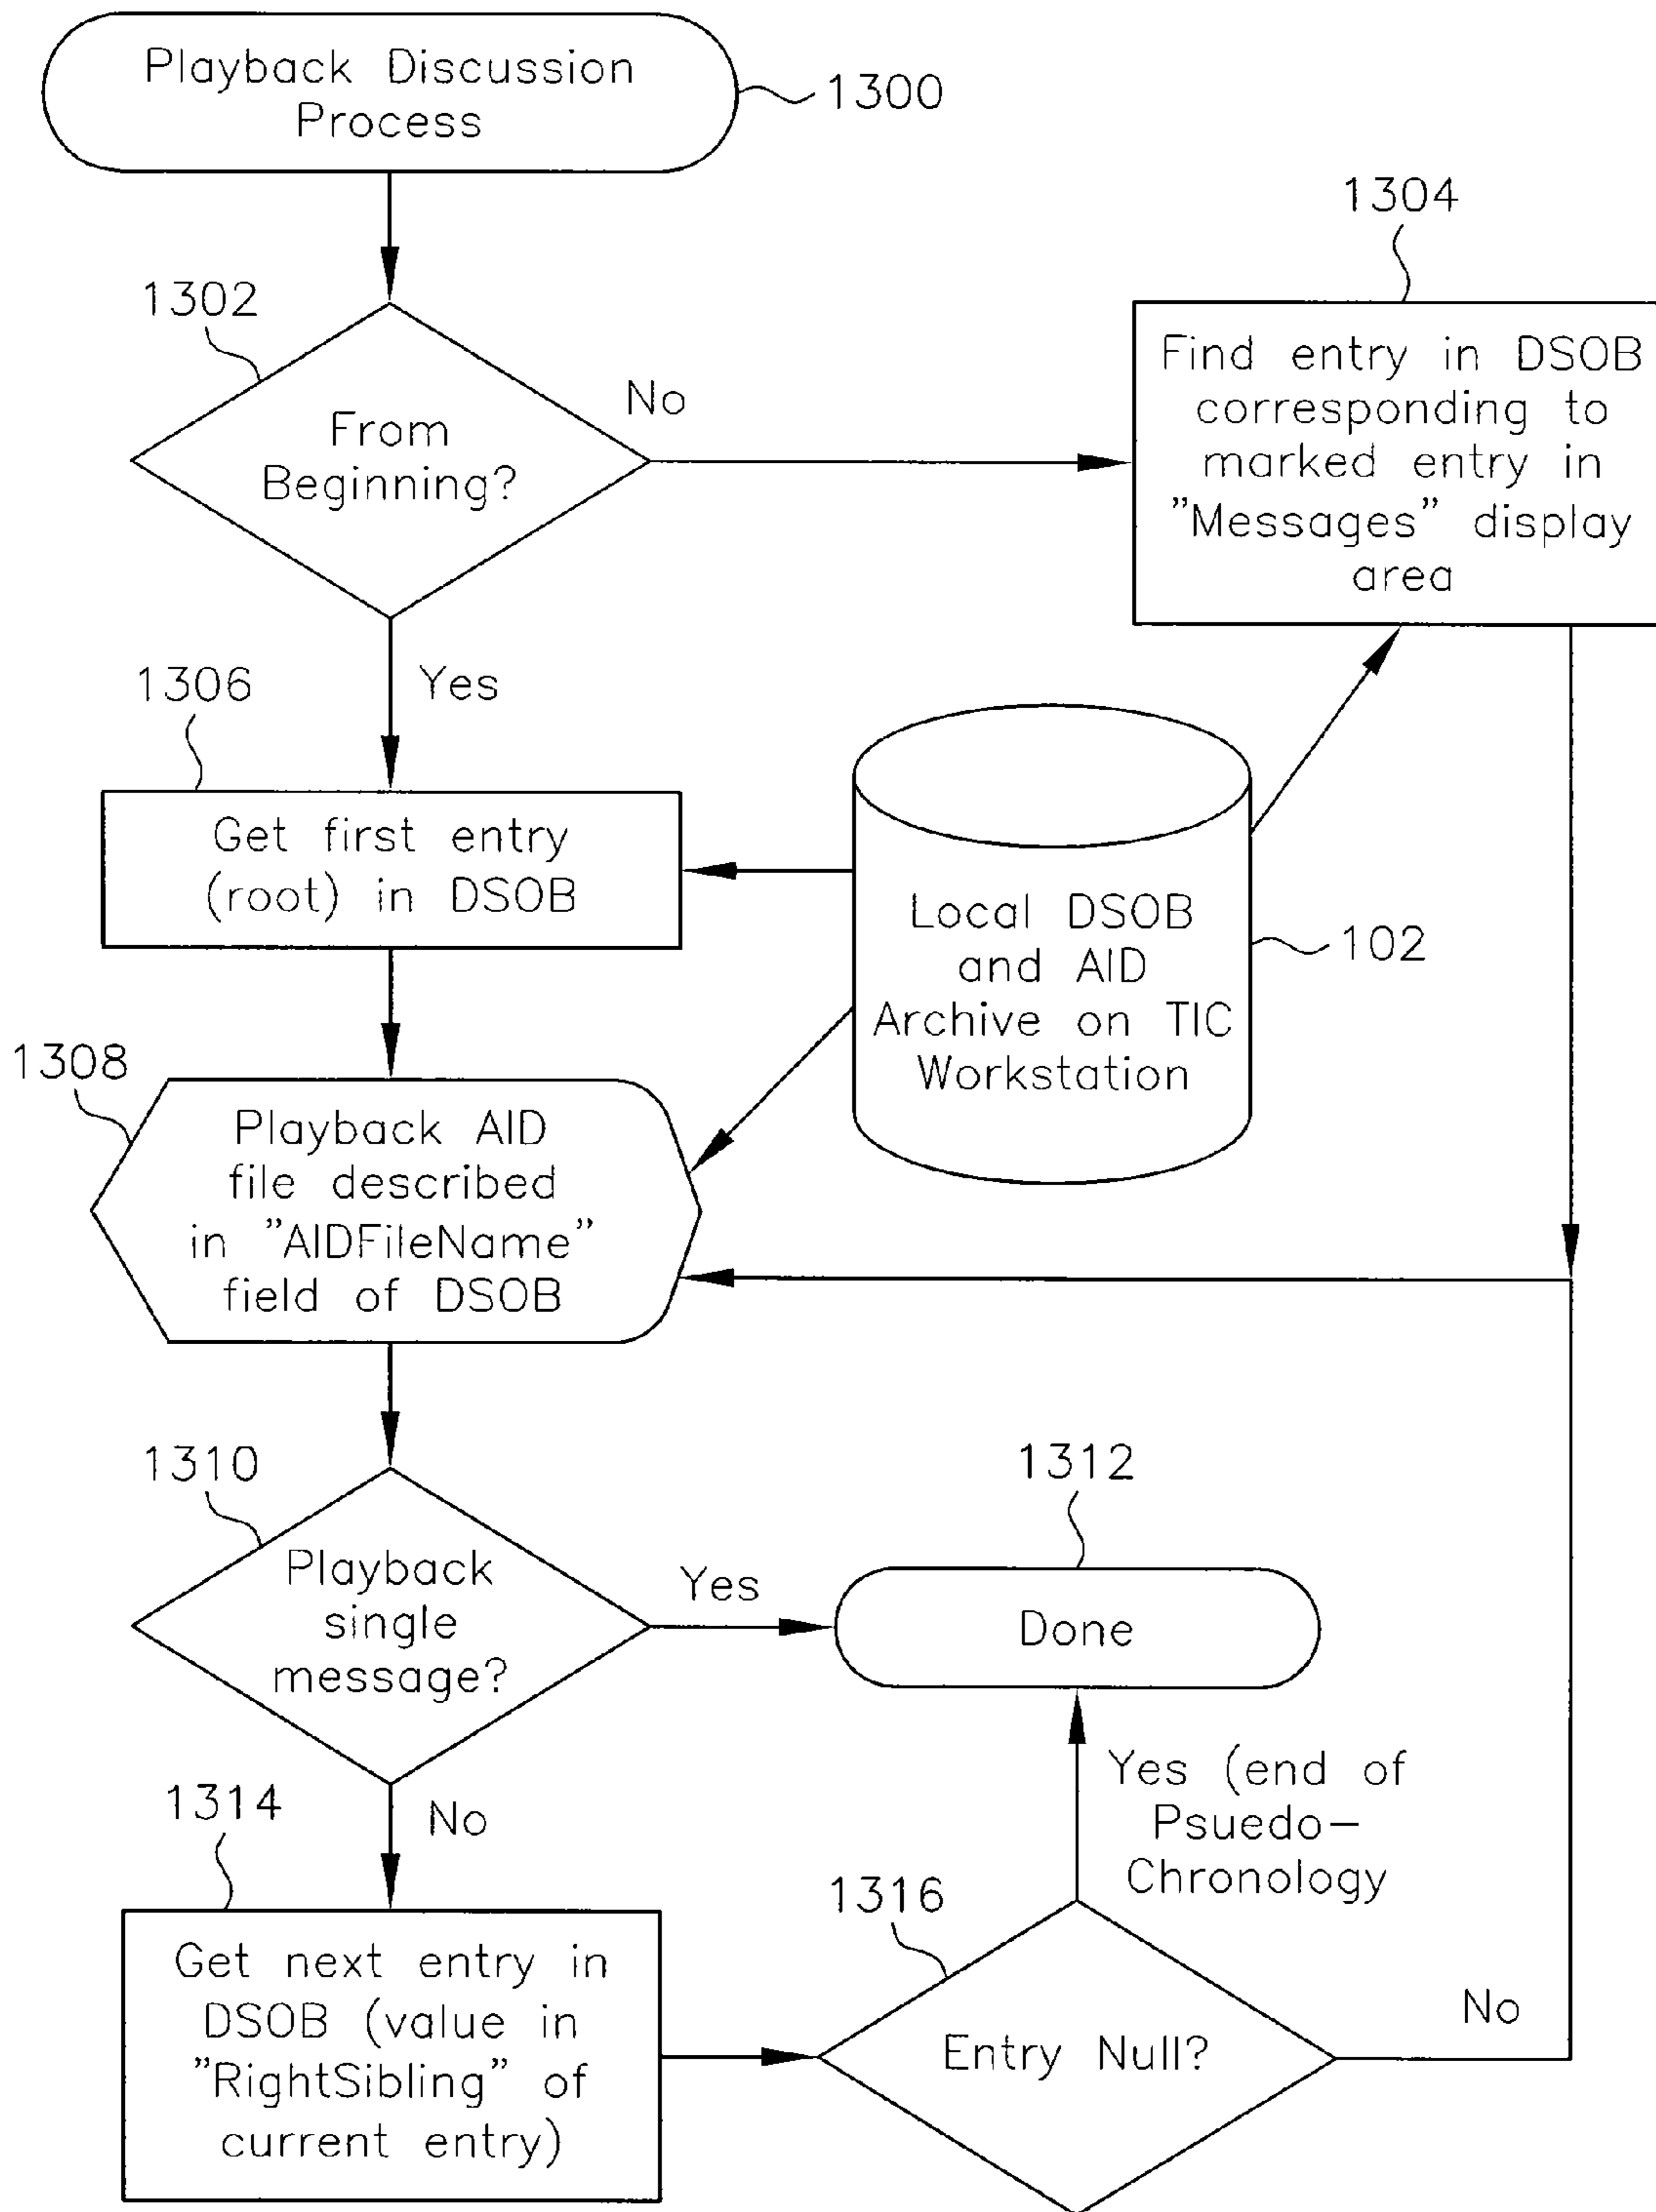 Playback Discussion
Process
1300
1304
1302
From
Beginning?
No
Find entry in DSOB
corresponding to
marked entry in
”Messages” display
area
Yes
1306
Get first entry
(root) in DSOB
Local DSOB
and AID
Archive on TIC
Workstation
102
1308
Playback AID
file described
in ”AIDFileName”
field of DSOB
1310
Playback
single
message?
Yes
1312
Done
No
Yes (end of
Psuedo–
Chronology
1314
Get next entry in
DSOB (value in
”RightSibling” of
current entry)
1316
Entry Null?
No